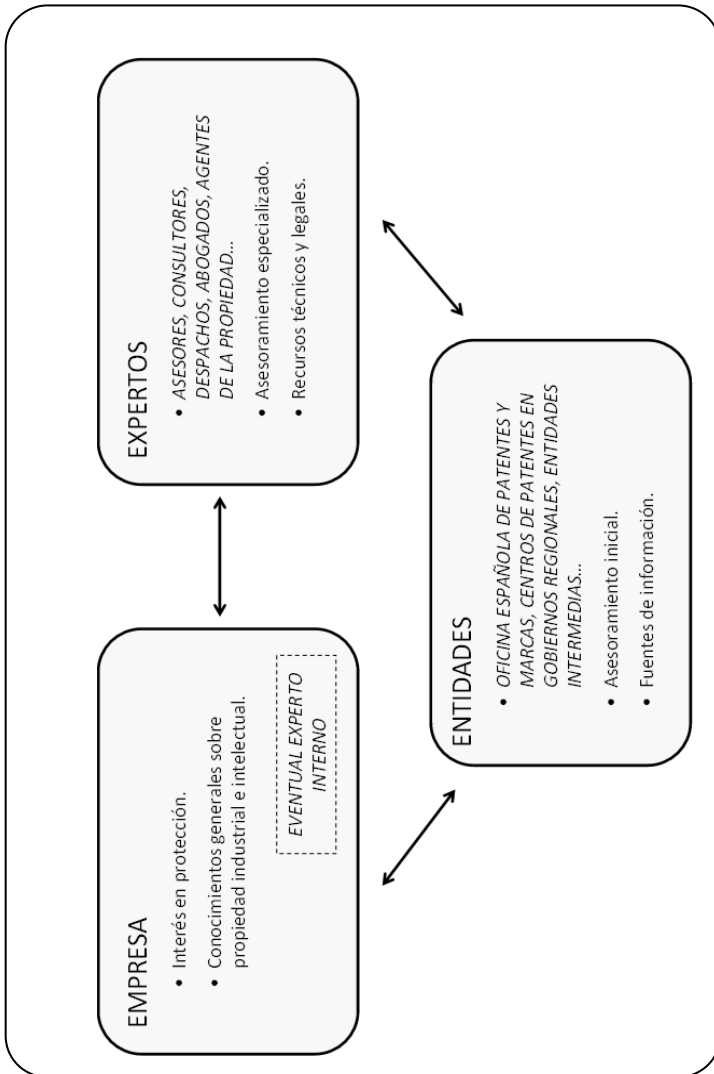 EMPRESA
• Interés en protección.
• Conocimientos generales sobre
propiedad industrial e intelectual.
EVENTUAL EXPERTO
INTERNO
EXPERTOS
• ASESORES, CONSULTORES,
DESPACHOS, ABOGADOS, AGENTES
DE LA PROPIEDAD...
• Asesoramiento especializado.
• Recursos técnicos y legales.
ENTIDADES
• OFICINA ESPAÑOLA DE PATENTES Y
MARCAS, CENTROS DE PATENTES EN
GOBIERNOS REGIONALES, ENTIDADES
INTERMEDIAS...
• Asesoramiento inicial.
• Fuentes de información.